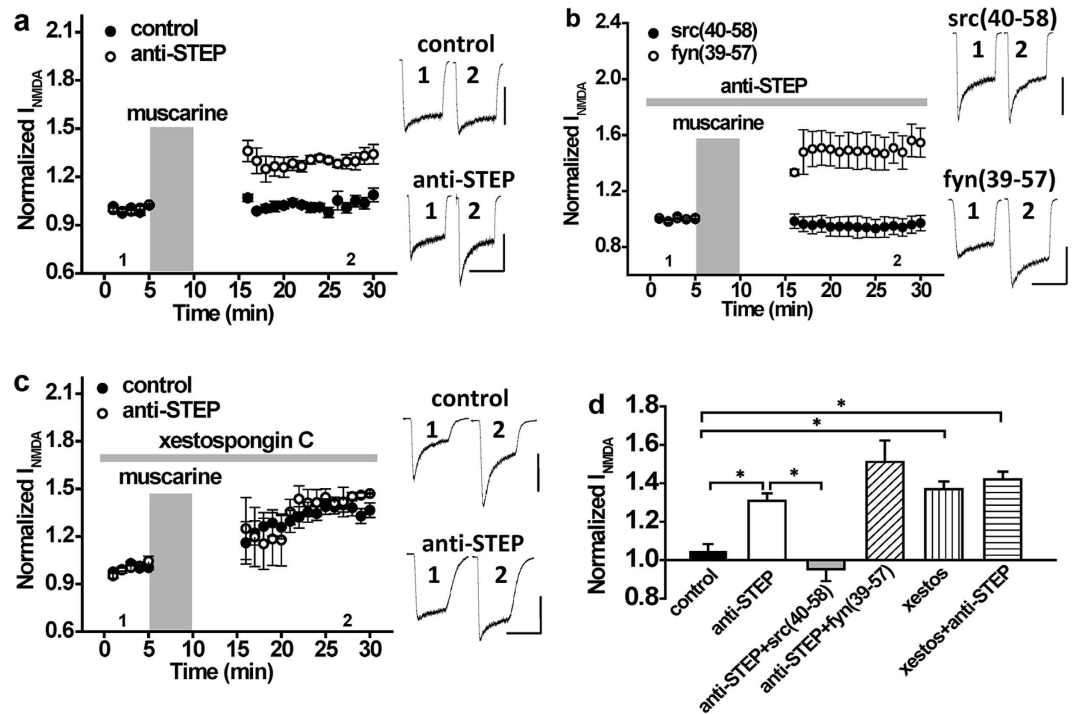 a
control
anti-STEP
2.1
1.8
1.5
1.2
0.9
0.6
Normalized I_NMDA
muscarine
1
2
0 5 10 15 20 25 30
Time (min)
control
1 2
anti-STEP
1 2
b
src(40-58)
fyn(39-57)
2.4
2.0
1.6
1.2
0.8
Normalized I_NMDA
anti-STEP
muscarine
1
2
0 5 10 15 20 25 30
Time (min)
src(40-58)
1 2
fyn(39-57)
1 2
c
control
anti-STEP
2.1
1.8
1.5
1.2
0.9
0.6
Normalized I_NMDA
xestospongin C
muscarine
1
2
0 5 10 15 20 25 30
Time (min)
control
1 2
anti-STEP
1 2
d
1.8
1.6
1.4
1.2
1.0
0.8
Normalized I_NMDA
*
*
* *
control
anti-STEP
anti-STEP+src(40-58)
anti-STEP+fyn(39-57)
xestos
xestos+anti-STEP